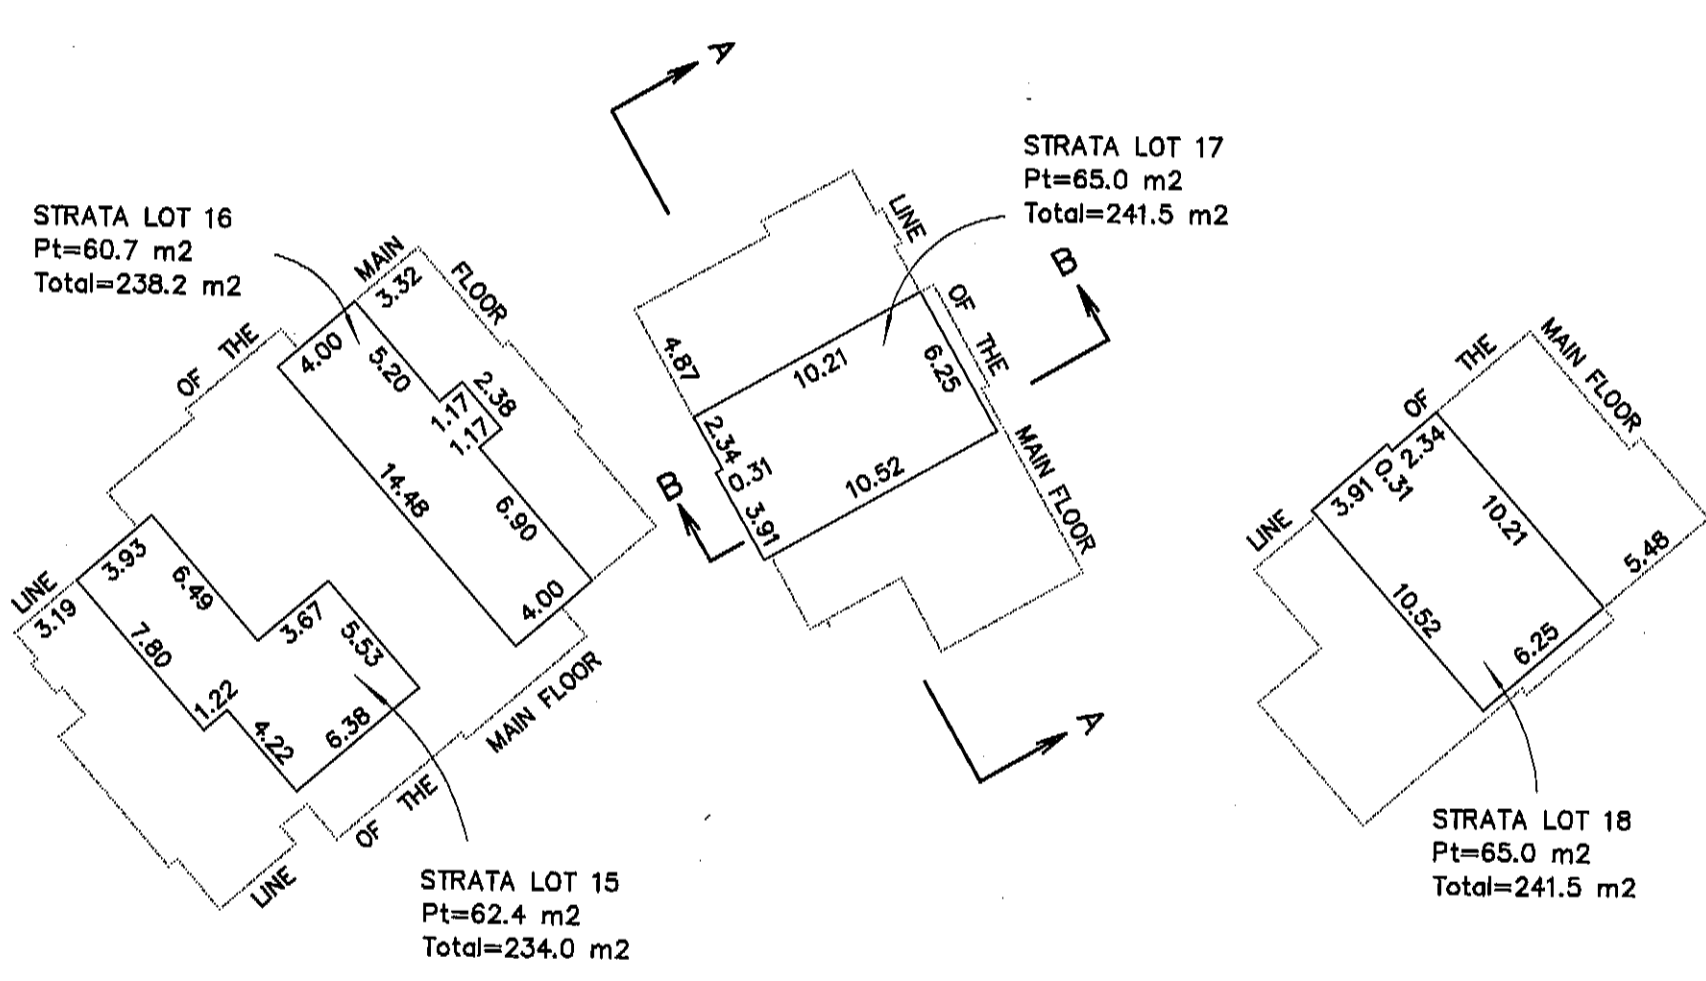 A
STRATA LOT 17
Pt=65.0 m2
Total=241.5 m2
STRATA LOT 16
Pt=60.7 m2
Total=238.2 m2
LINE
OF THE
MAIN FLOOR
B
10.21
6.25
4.87
2.34
0.31
3.91
10.52
B
A
MAIN
FLOOR
3.32
OF THE
4.00
5.20
2.38
1.17
1.17
14.48
6.90
4.00
LINE
3.19
3.93
6.49
7.80
3.67
5.53
1.22
4.22
6.38
MAIN FLOOR
OF THE
LINE
STRATA LOT 15
Pt=62.4 m2
Total=234.0 m2
LINE
OF THE
MAIN FLOOR
3.91
0.31
2.34
10.21
10.52
6.25
5.48
STRATA LOT 18
Pt=65.0 m2
Total=241.5 m2